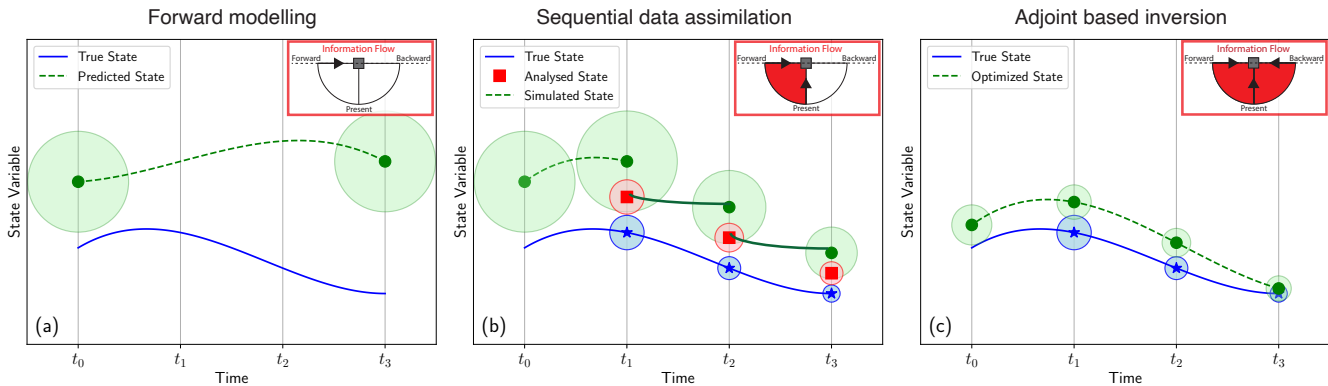 Forward modelling
True State
Predicted State
Information Flow
Forward
Backward
Present
State Variable
(a)
t0
t1
t2
t3
Time
Sequential data assimilation
True State
Analysed State
Simulated State
Information Flow
Forward
Backward
Present
State Variable
(b)
t0
t1
t2
t3
Time
Adjoint based inversion
True State
Optimized State
Information Flow
Forward
Backward
Present
State Variable
(c)
t0
t1
t2
t3
Time